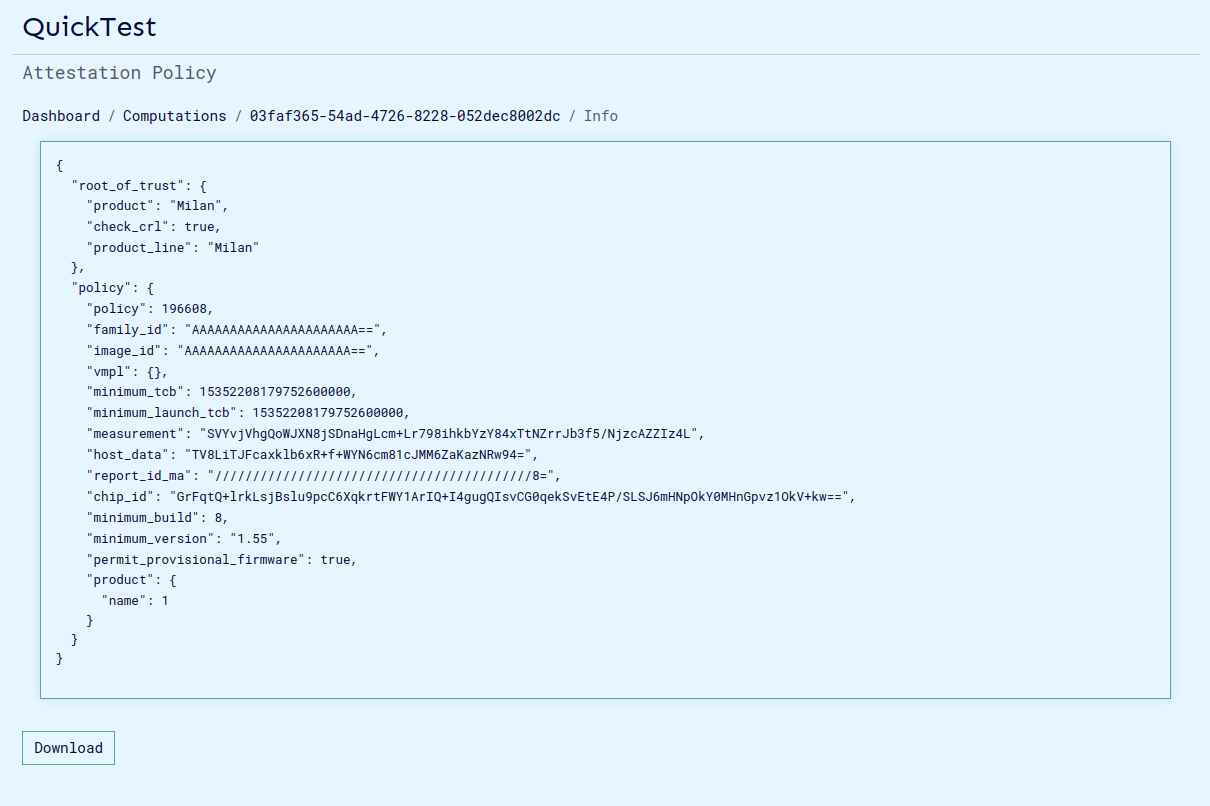 QuickTest
Attestation Policy
Dashboard / Computations / 03faf365-54ad-4726-8228-052dec8002dc / Info
{
  "root_of_trust": {
    "product": "Milan",
    "check_crl": true,
    "product_line": "Milan"
  },
  "policy": {
    "policy": 196608,
    "family_id": "AAAAAAAAAAAAAAAAAAAAAA==",
    "image_id": "AAAAAAAAAAAAAAAAAAAAAA==",
    "vmpl": {},
    "minimum_tcb": 15352208179752600000,
    "minimum_launch_tcb": 15352208179752600000,
    "measurement": "SVYvjVhgQoWJXN8jSDnaHgLcm+Lr798ihkbYzY84xTtNZrrJb3f5/NjzcAZZIz4L",
    "host_data": "TV8LiTJFcaxklb6xR+f+WYN6cm81cJMM6ZaKazNRw94=",
    "report_id_ma": "//////////////////////////////////////////8=",
    "chip_id": "GrFqtQ+lrkLsjBslu9pcC6XqkrtFWY1ArIQ+I4gugQIsvCG0qekSvEtE4P/SLSJ6mHNpOkY0MHnGpvz1OkV+kw==",
    "minimum_build": 8,
    "minimum_version": "1.55",
    "permit_provisional_firmware": true,
    "product": {
      "name": 1
    }
  }
}
Download